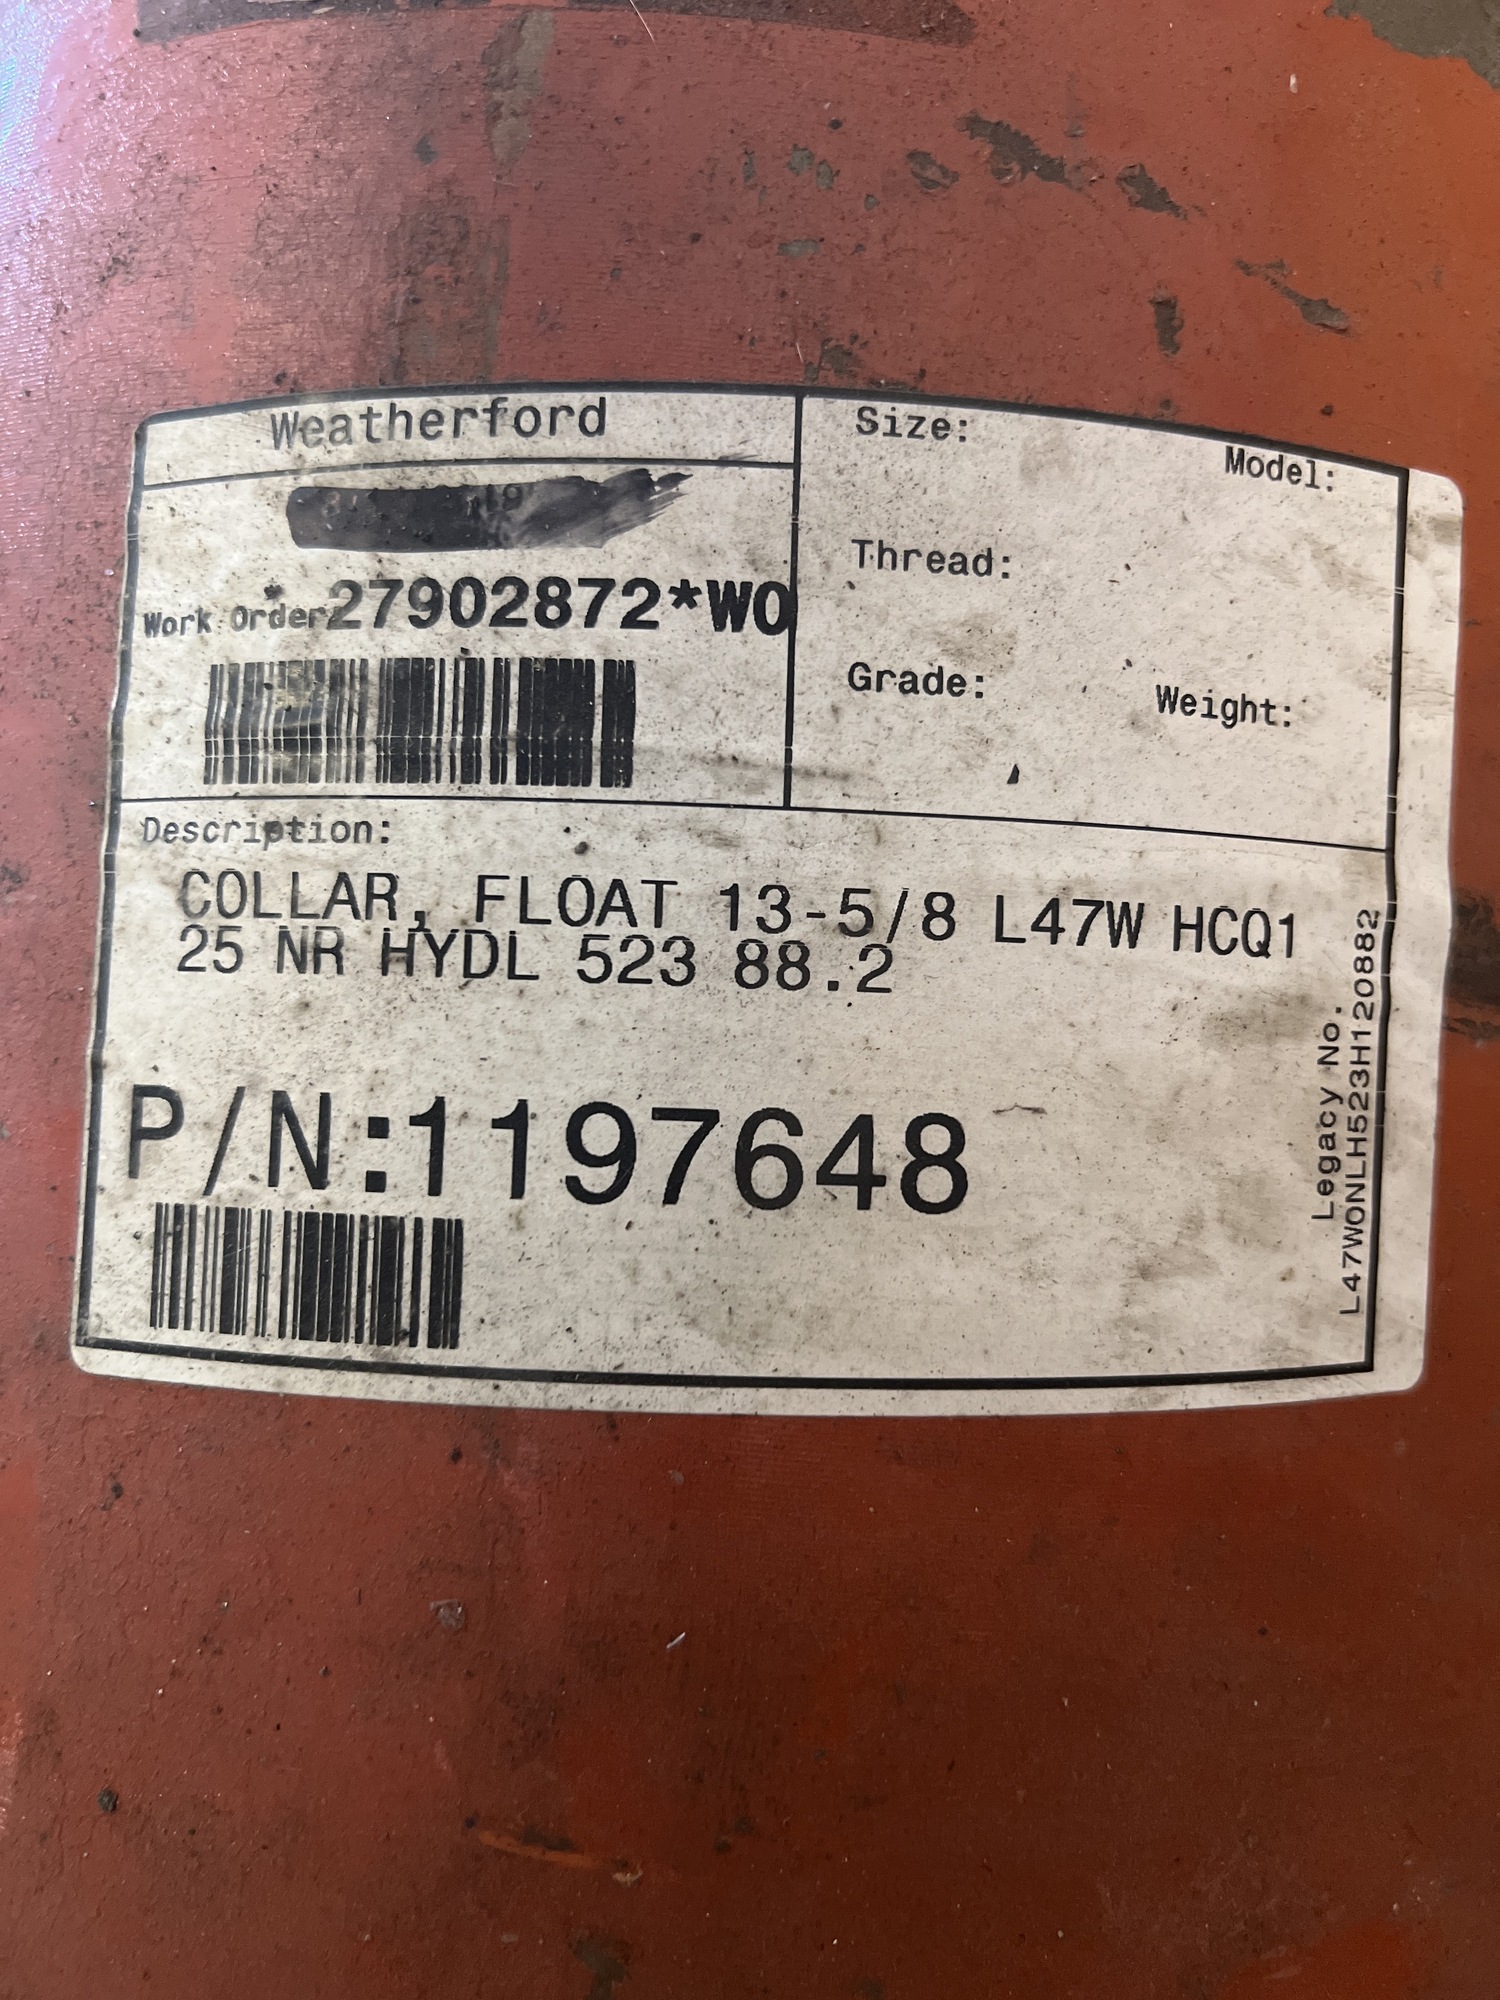 Weatherford
Size:
Model:
Thread:
Work Order 27902872*WO
Grade:
Weight:
Description:
COLLAR, FLOAT 13-5/8 L47W HCQ1
25 NR HYDL 523 88.2
P/N:1197648
Legacy No.
L47WONLH523H120882